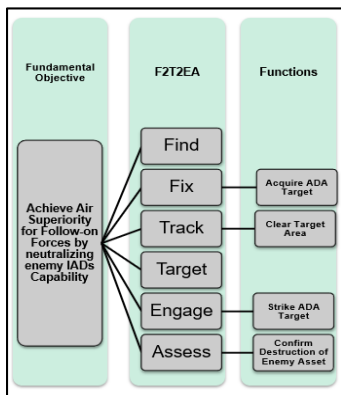 Fundamental
Objective
F2T2EA
Functions
Achieve Air
Superiority
for Follow-on
Forces by
neutralizing
enemy IADs
Capability
Find
Fix
Track
Target
Engage
Assess
Acquire ADA
Target
Clear Target
Area
Strike ADA
Target
Confirm
Destruction of
Enemy Asset